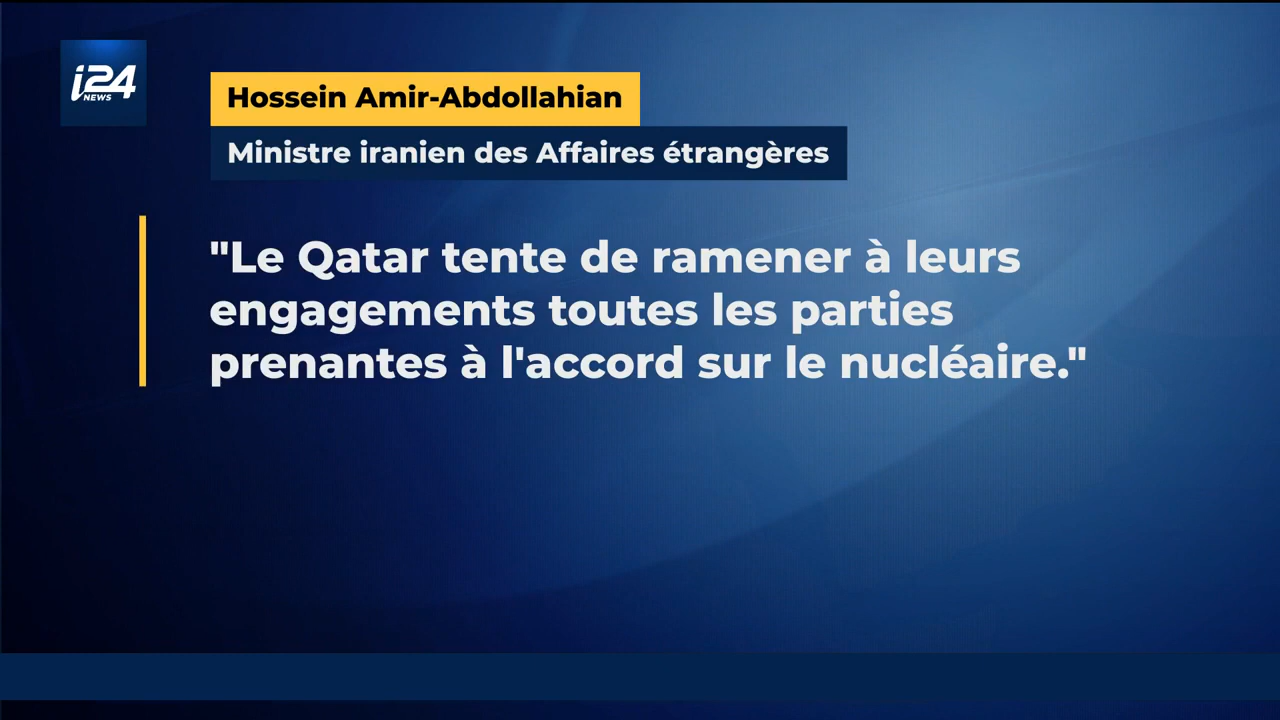 i24
NEWS
Hossein Amir-Abdollahian
Ministre iranien des Affaires étrangères
"Le Qatar tente de ramener à leurs
engagements toutes les parties
prenantes à l'accord sur le nucléaire."